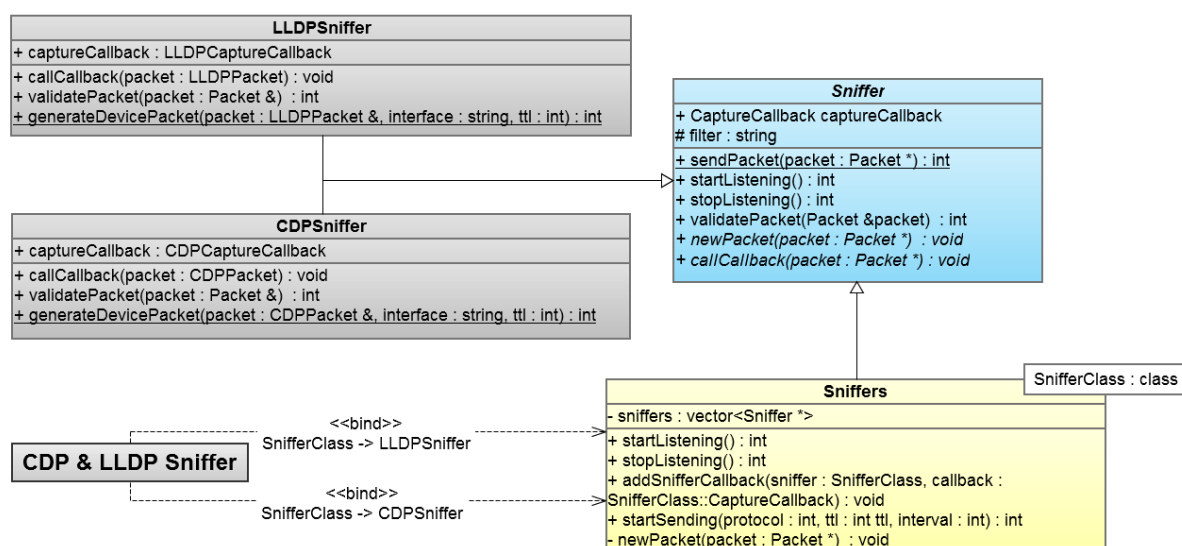 LLDPSniffer
+ captureCallback : LLDPCaptureCallback
+ callCallback(packet : LLDPPacket) : void
+ validatePacket(packet : Packet &)  : int
+ generateDevicePacket(packet : LLDPPacket &, interface : string, ttl : int) : int
Sniffer
+ CaptureCallback captureCallback
# filter : string
+ sendPacket(packet : Packet *) : int
+ startListening() : int
+ stopListening() : int
+ validatePacket(Packet &packet)  : int
+ newPacket(packet : Packet *)  : void
+ callCallback(packet : Packet *) : void
CDPSniffer
+ captureCallback : CDPCaptureCallback
+ callCallback(packet : CDPPacket) : void
+ validatePacket(packet : Packet &)  : int
+ generateDevicePacket(packet : CDPPacket &, interface : string, ttl : int) : int
SnifferClass : class
Sniffers
- sniffers : vector<Sniffer *>
+ startListening() : int
+ stopListening() : int
+ addSnifferCallback(sniffer : SnifferClass, callback :
SnifferClass::CaptureCallback) : void
+ startSending(protocol : int, ttl : int ttl, interval : int) : int
- newPacket(packet : Packet *)  : void
<<bind>>
SnifferClass -> LLDPSniffer
CDP & LLDP Sniffer
<<bind>>
SnifferClass -> CDPSniffer